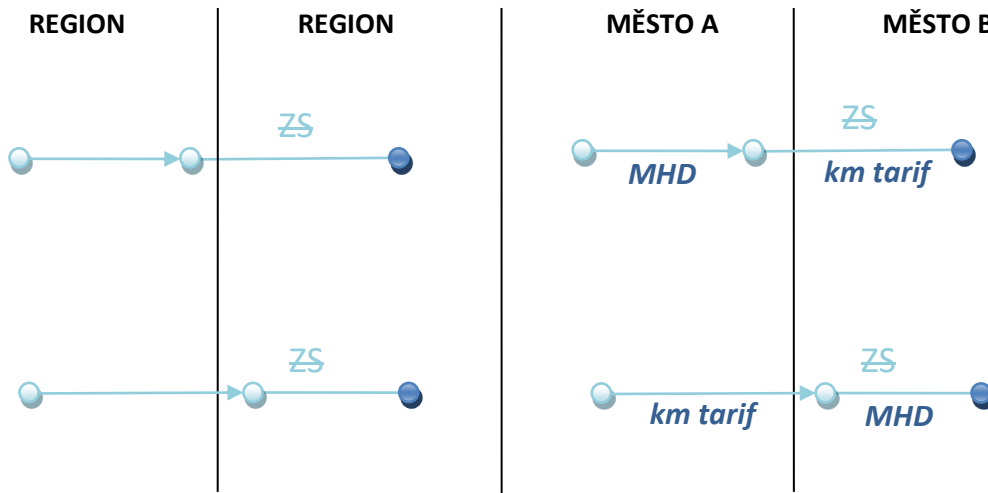 REGION REGION MĚSTO A MĚSTO B
ZS ZS
MHD km tarif
ZS ZS
km tarif MHD